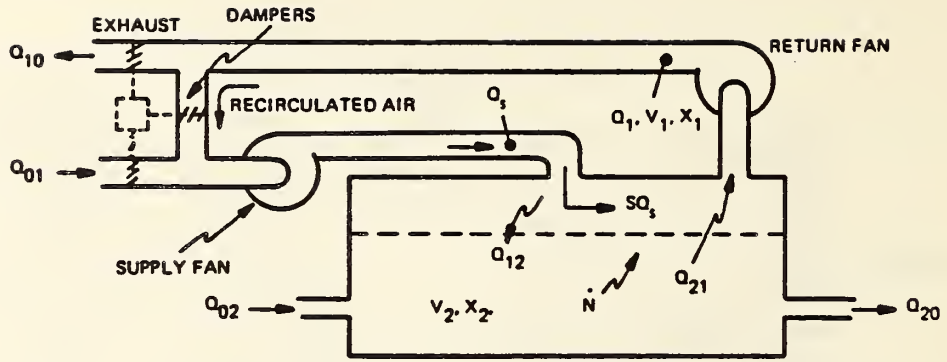 EXHAUST
DAMPERS
Q10
RETURN FAN
RECIRCULATED AIR
Qs
Q1, V1, X1
Q01
SQs
Q12
Q21
SUPPLY FAN
Q02
V2, X2.
Ṅ
Q20